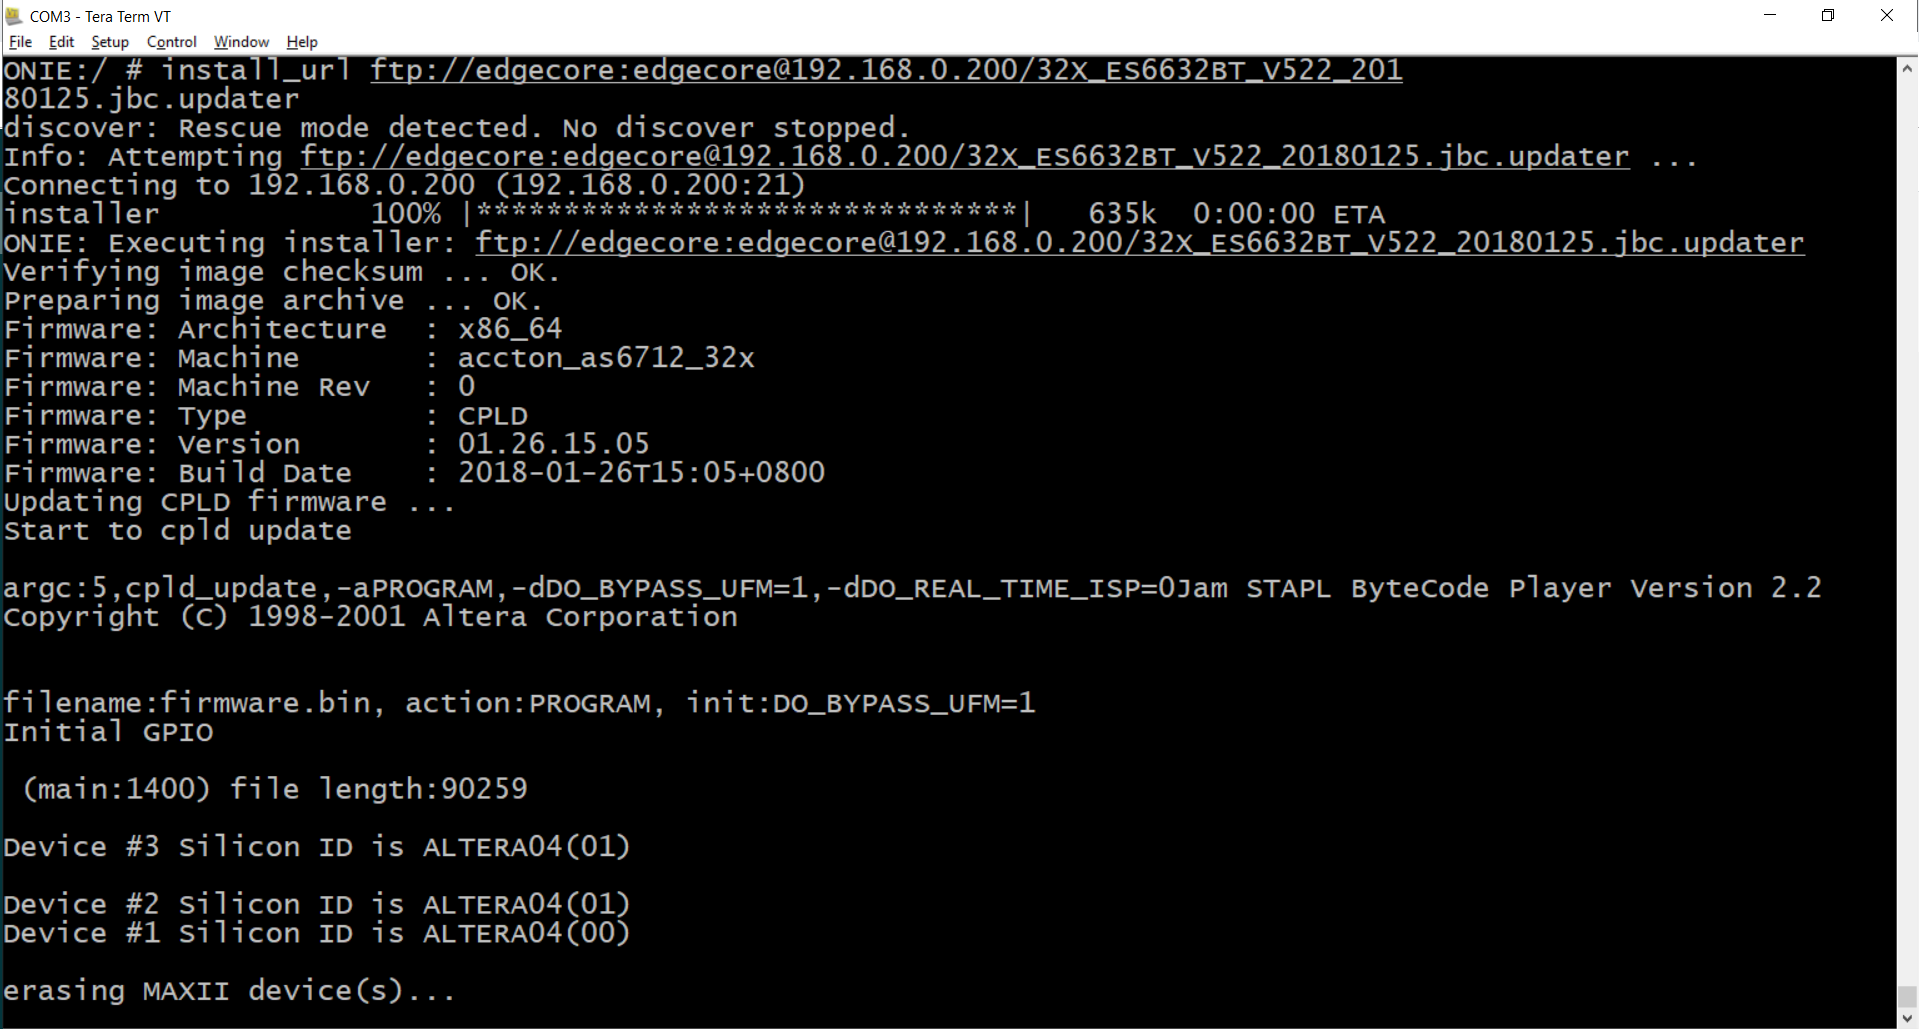 COM3 - Tera Term VT
File Edit Setup Control Window Help
ONIE:/ # install_url ftp://edgecore:edgecore@192.168.0.200/32X_ES6632BT_V522_201
80125.jbc.updater
discover: Rescue mode detected. No discover stopped.
Info: Attempting ftp://edgecore:edgecore@192.168.0.200/32X_ES6632BT_V522_20180125.jbc.updater ...
Connecting to 192.168.0.200 (192.168.0.200:21)
installer            100% |*******************************|   635k  0:00:00 ETA
ONIE: Executing installer: ftp://edgecore:edgecore@192.168.0.200/32X_ES6632BT_V522_20180125.jbc.updater
Verifying image checksum ... OK.
Preparing image archive ... OK.
Firmware: Architecture  : x86_64
Firmware: Machine       : accton_as6712_32x
Firmware: Machine Rev   : 0
Firmware: Type          : CPLD
Firmware: Version       : 01.26.15.05
Firmware: Build Date    : 2018-01-26T15:05+0800
Updating CPLD firmware ...
Start to cpld update
argc:5,cpld_update,-aPROGRAM,-dDO_BYPASS_UFM=1,-dDO_REAL_TIME_ISP=0Jam STAPL ByteCode Player Version 2.2
Copyright (C) 1998-2001 Altera Corporation
filename:firmware.bin, action:PROGRAM, init:DO_BYPASS_UFM=1
Initial GPIO
(main:1400) file length:90259
Device #3 Silicon ID is ALTERA04(01)
Device #2 Silicon ID is ALTERA04(01)
Device #1 Silicon ID is ALTERA04(00)
erasing MAXII device(s)...